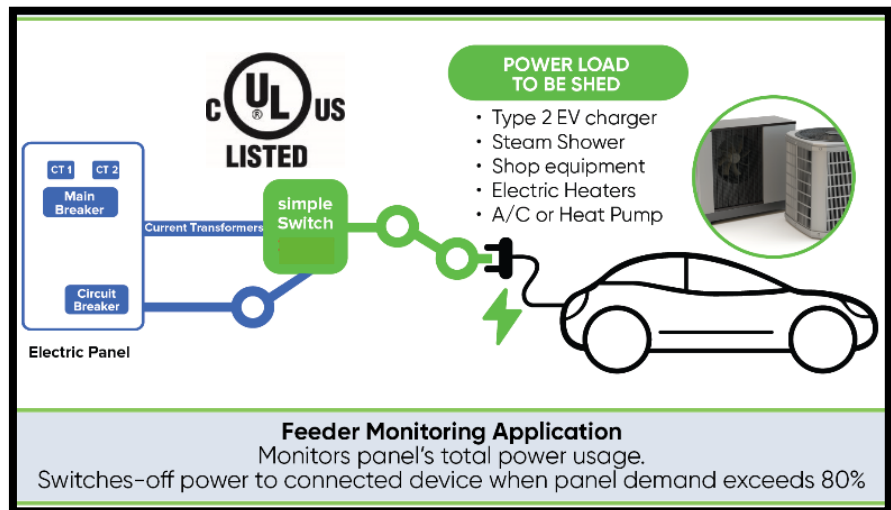 C UL US
®
LISTED
POWER LOAD
TO BE SHED
• Type 2 EV charger
• Steam Shower
• Shop equipment
• Electric Heaters
• A/C or Heat Pump
CT 1
CT 2
Main
Breaker
Current Transformers
simple
Switch
Circuit
Breaker
Electric Panel
Feeder Monitoring Application
Monitors panel's total power usage.
Switches-off power to connected device when panel demand exceeds 80%